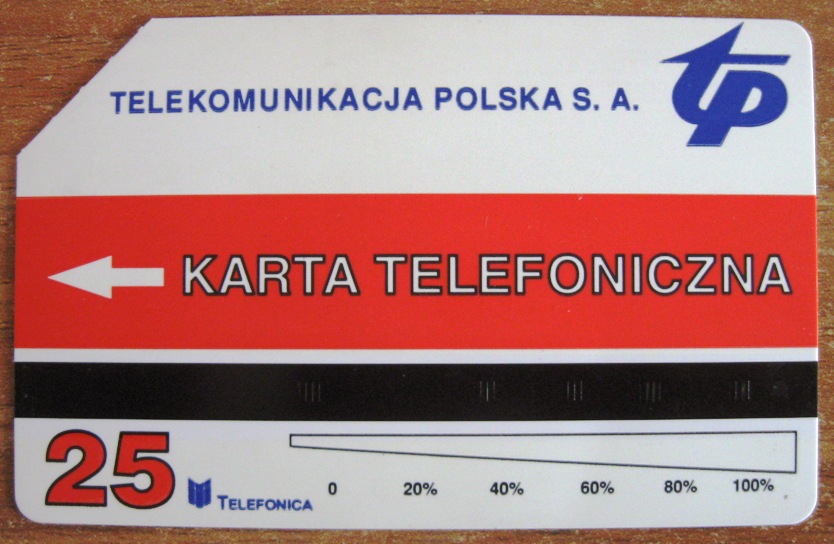 TELEKOMUNIKACJA POLSKA S. A.
TP
KARTA TELEFONICZNA
25
TELEFONICA
0 20% 40% 60% 80% 100%